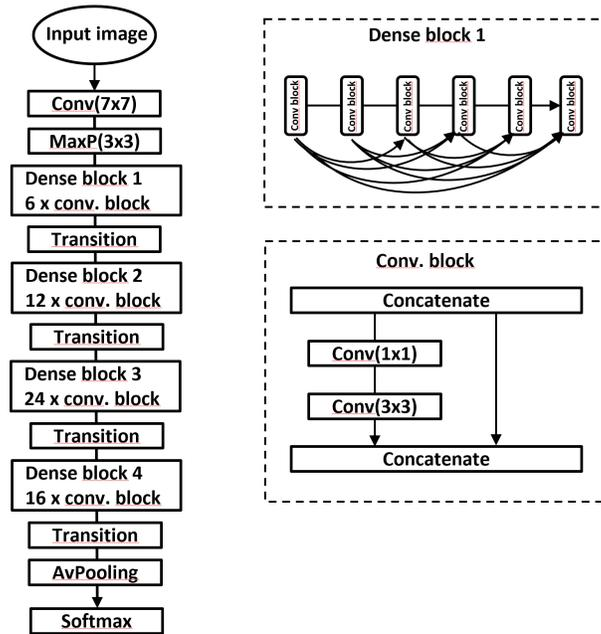 Input image
Conv(7x7)
MaxP(3x3)
Dense block 1
6 x conv. block
Transition
Dense block 2
12 x conv. block
Transition
Dense block 3
24 x conv. block
Transition
Dense block 4
16 x conv. block
Transition
AvPooling
Softmax
Dense block 1
Conv block
Conv block
Conv block
Conv block
Conv block
Conv block
Conv. block
Concatenate
Conv(1x1)
Conv(3x3)
Concatenate